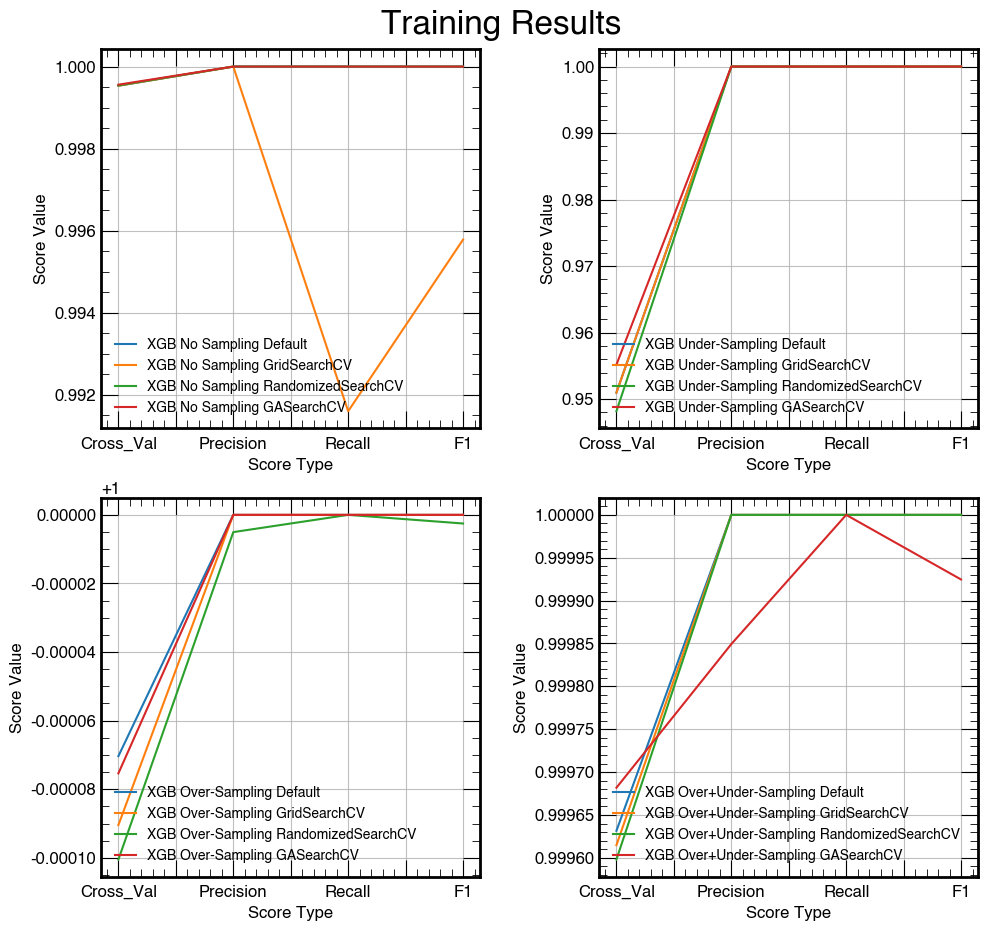 Training Results
1.000
0.998
0.996
0.994
0.992
Score Value
XGB No Sampling Default
XGB No Sampling GridSearchCV
XGB No Sampling RandomizedSearchCV
XGB No Sampling GASearchCV
Cross_Val Precision Recall F1
Score Type
1.00
0.99
0.98
0.97
0.96
0.95
Score Value
XGB Under-Sampling Default
XGB Under-Sampling GridSearchCV
XGB Under-Sampling RandomizedSearchCV
XGB Under-Sampling GASearchCV
Cross_Val Precision Recall F1
Score Type
+1
0.00000
-0.00002
-0.00004
-0.00006
-0.00008
-0.00010
Score Value
XGB Over-Sampling Default
XGB Over-Sampling GridSearchCV
XGB Over-Sampling RandomizedSearchCV
XGB Over-Sampling GASearchCV
Cross_Val Precision Recall F1
Score Type
1.00000
0.99995
0.99990
0.99985
0.99980
0.99975
0.99970
0.99965
0.99960
Score Value
XGB Over+Under-Sampling Default
XGB Over+Under-Sampling GridSearchCV
XGB Over+Under-Sampling RandomizedSearchCV
XGB Over+Under-Sampling GASearchCV
Cross_Val Precision Recall F1
Score Type